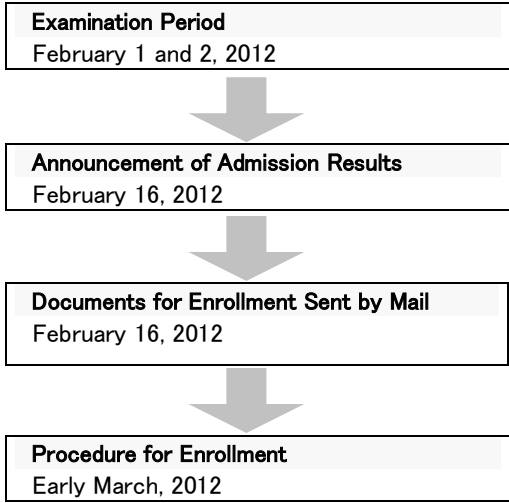 Examination Period
February 1 and 2, 2012
Announcement of Admission Results
February 16, 2012
Documents for Enrollment Sent by Mail
February 16, 2012
Procedure for Enrollment
Early March, 2012